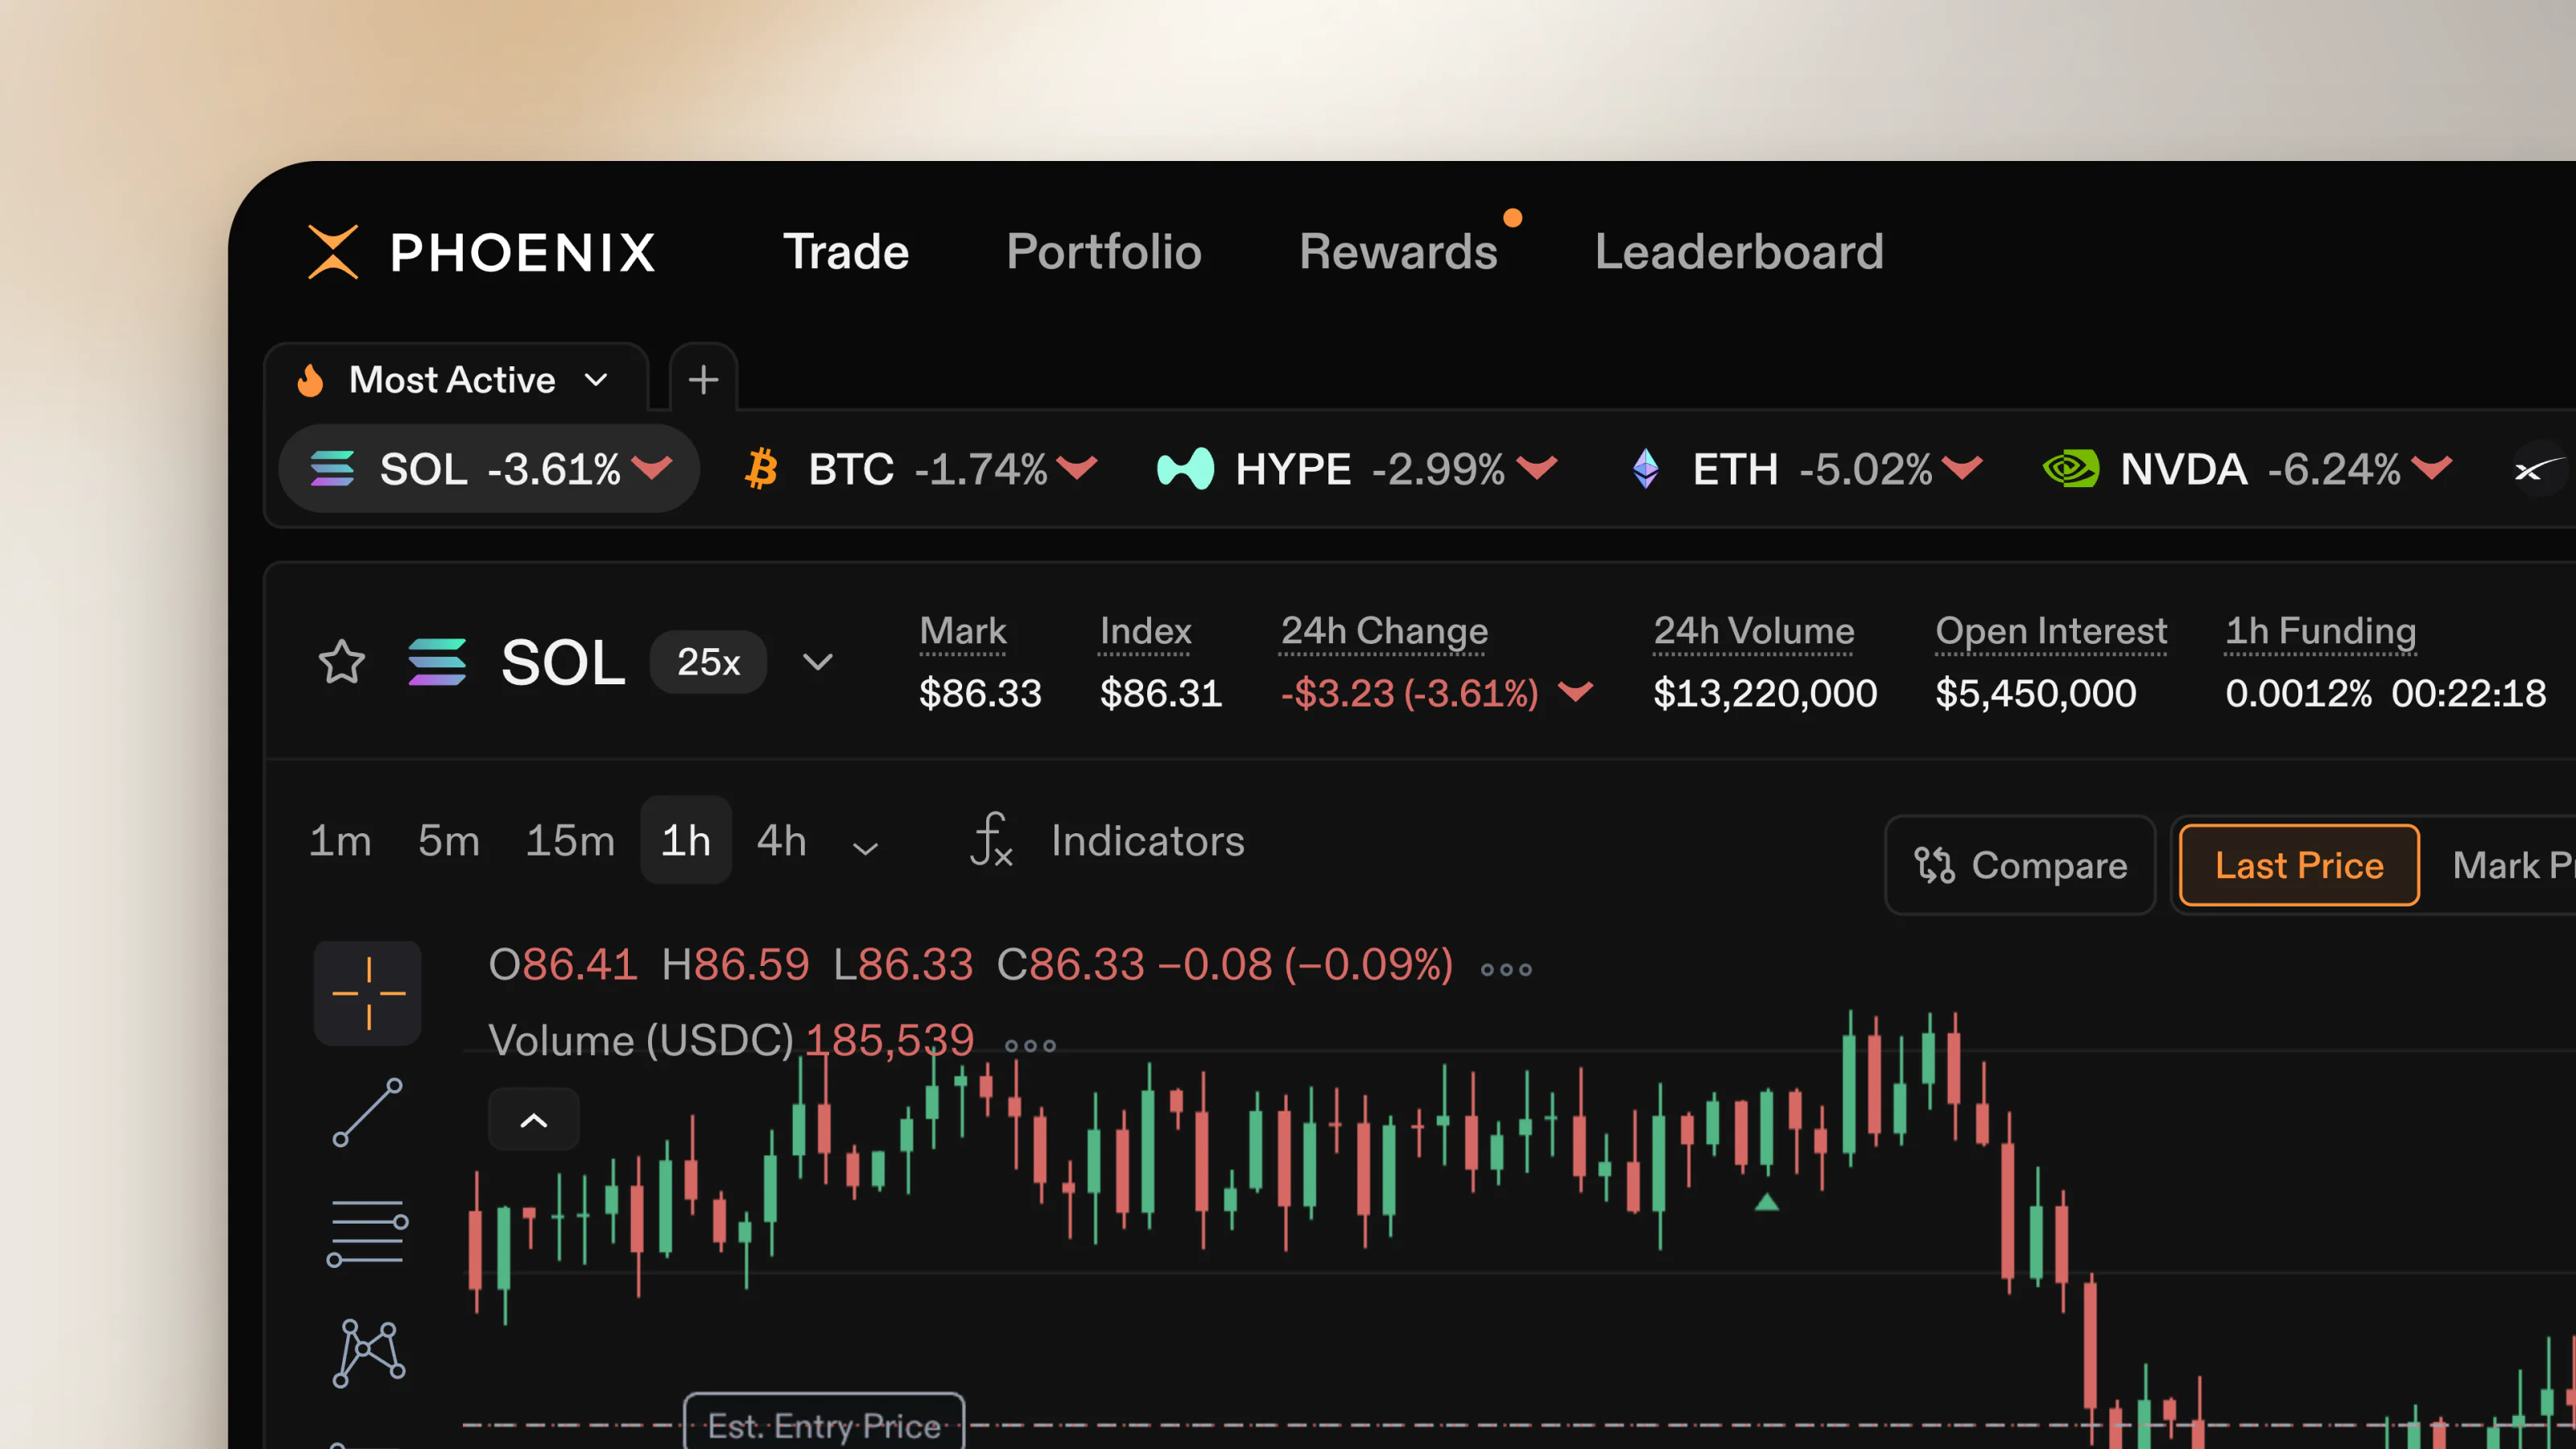 PHOENIX Trade Portfolio Rewards Leaderboard
Most Active
SOL -3.61% BTC -1.74% HYPE -2.99% ETH -5.02% NVDA -6.24%
SOL 25x
Mark Index 24h Change 24h Volume Open Interest 1h Funding
$86.33 $86.31 -$3.23 (-3.61%) $13,220,000 $5,450,000 0.0012% 00:22:18
1m 5m 15m 1h 4h fx Indicators
Compare Last Price Mark P
O86.41 H86.59 L86.33 C86.33 −0.08 (−0.09%)
Volume (USDC) 185,539
Est. Entry Price